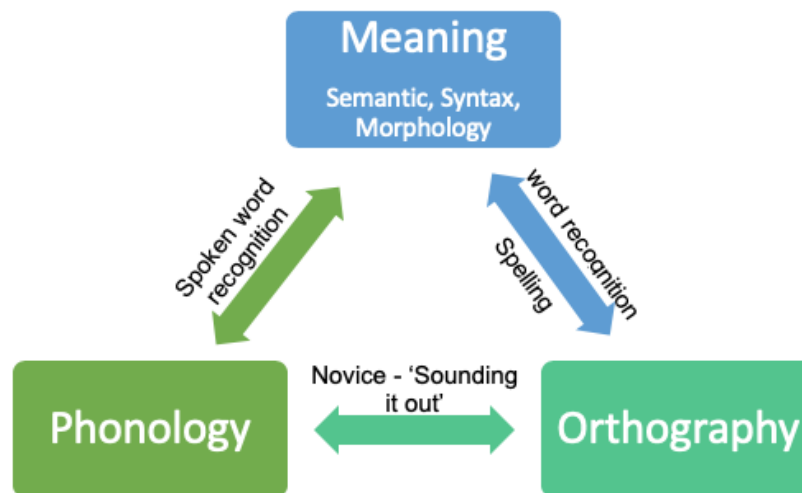 Meaning
Semantic, Syntax,
Morphology
Spoken word
recognition
word recognition
Spelling
Novice - ‘Sounding
it out’
Phonology
Orthography